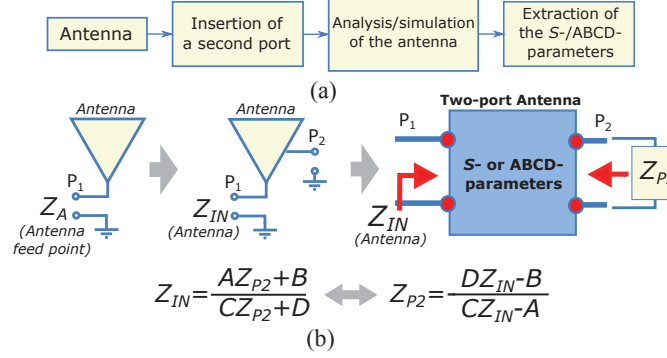 Antenna
Insertion of
a second port
Analysis/simulation
of the antenna
Extraction of
the S-/ABCD-
parameters
(a)
Antenna
P1
ZA
(Antenna
feed point)
Antenna
P2
P1
ZIN
(Antenna)
Two-port Antenna
P1
P2
S- or ABCD-
parameters
ZIN
(Antenna)
ZP2
ZIN=AZP2+B/CZP2+D
ZP2=DZIN-B/CZIN-A
(b)